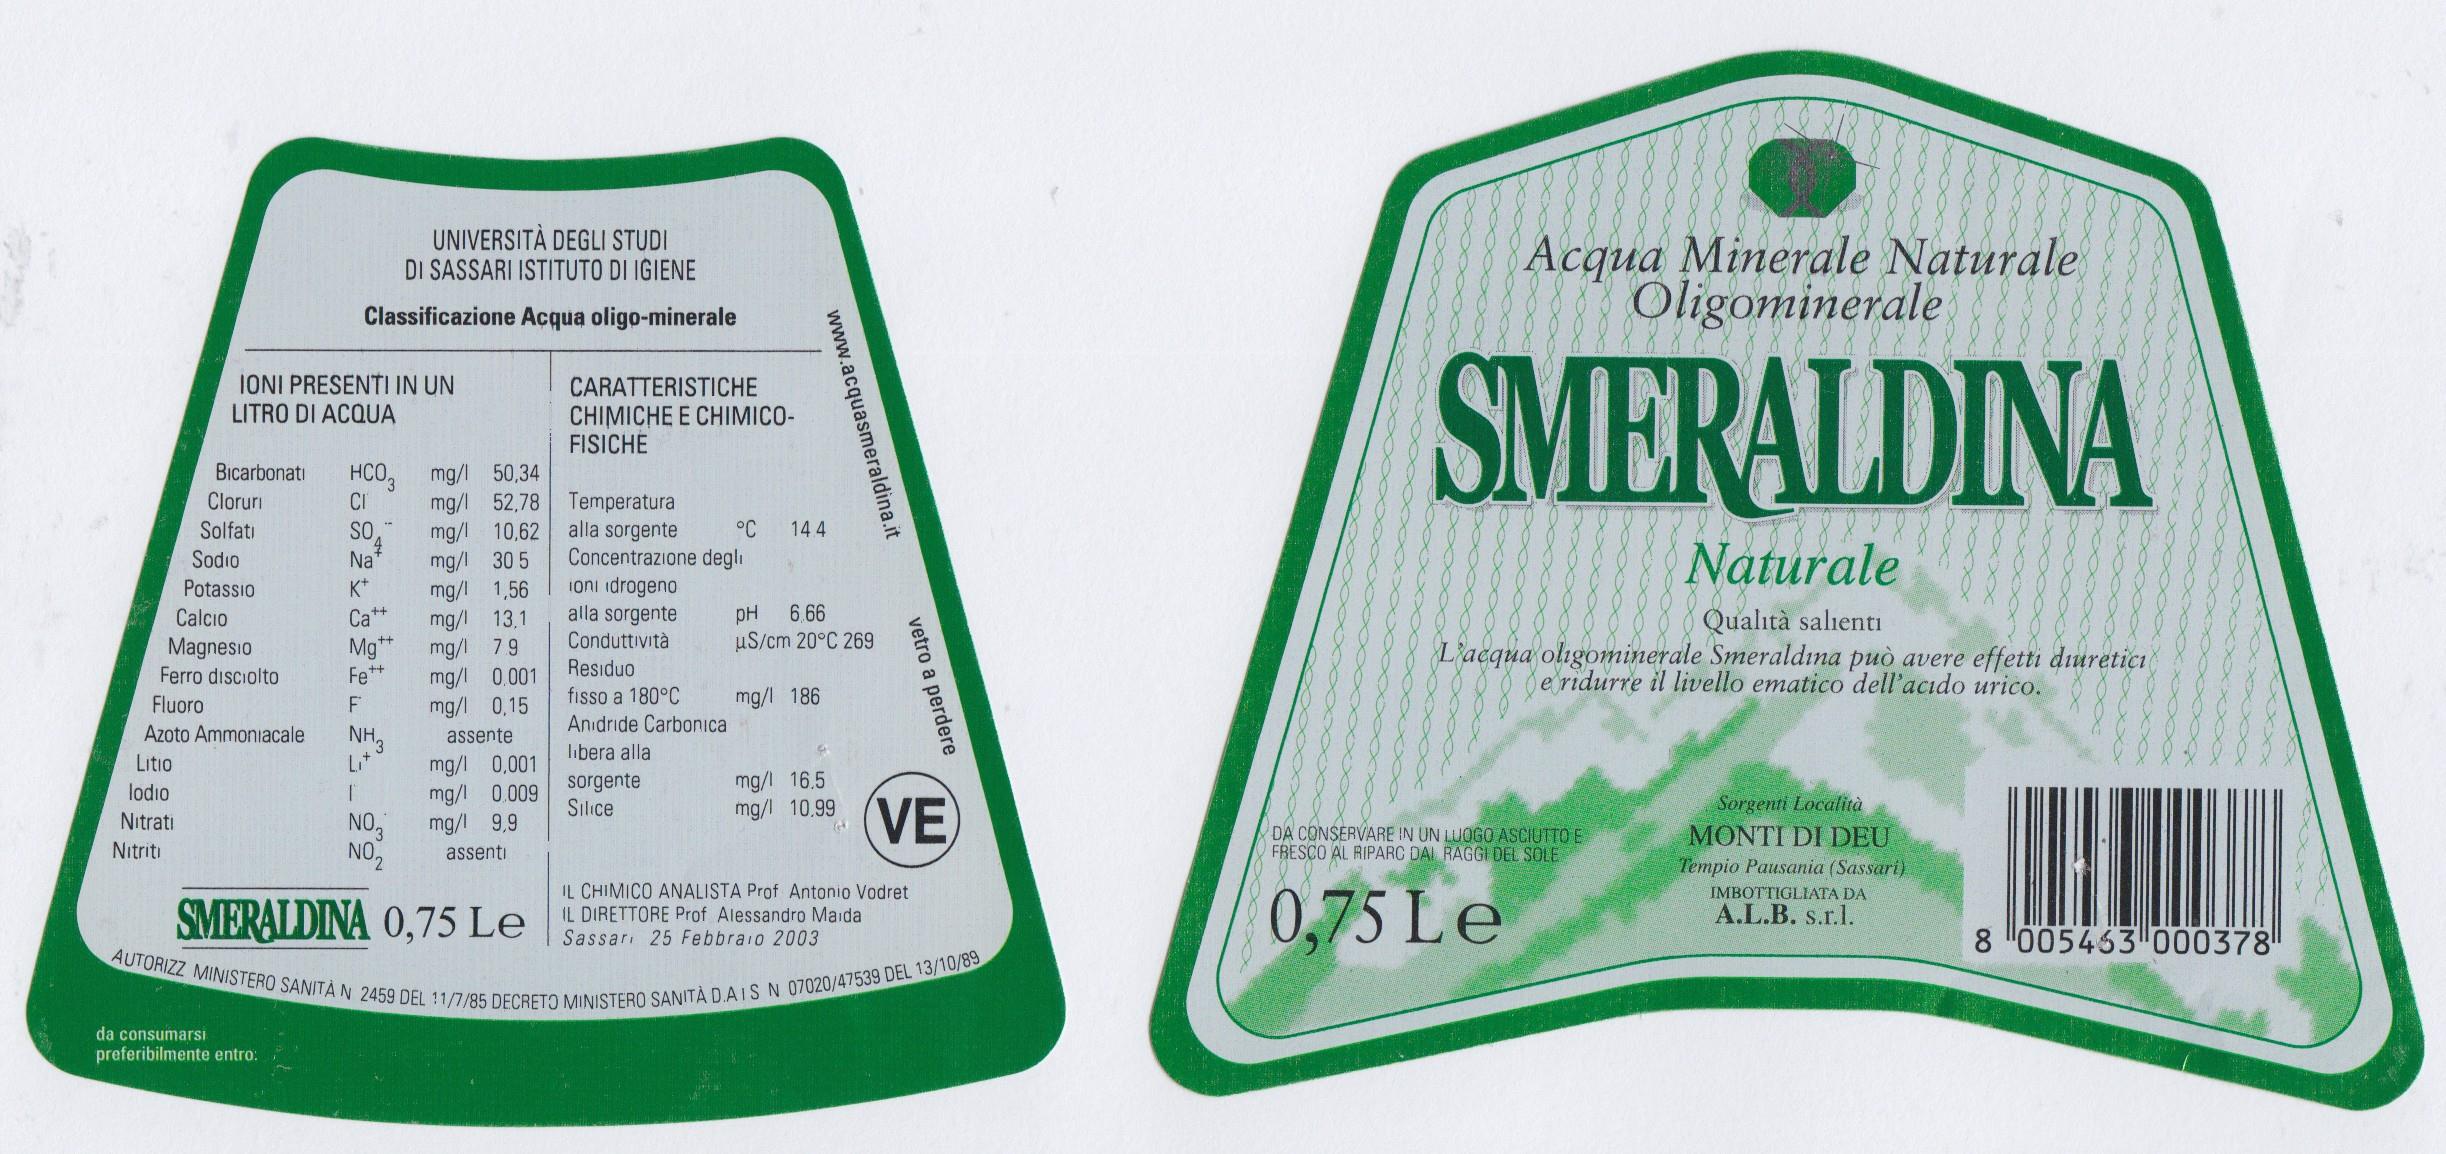 UNIVERSITÀ DEGLI STUDI
DI SASSARI ISTITUTO DI IGIENE
Classificazione Acqua oligo-minerale
IONI PRESENTI IN UN
LITRO DI ACQUA
Bicarbonati HCO₃ mg/l 50,34
Cloruri Cl⁻ mg/l 52,78
Solfati SO₄⁻⁻ mg/l 10,62
Sodio Na⁺ mg/l 30 5
Potassio K⁺ mg/l 1,56
Calcio Ca⁺⁺ mg/l 13,1
Magnesio Mg⁺⁺ mg/l 7 9
Ferro disciolto Fe⁺⁺ mg/l 0.001
Fluoro F⁻ mg/l 0,15
Azoto Ammoniacale NH₃ assente
Litio Li⁺ mg/l 0,001
Iodio I⁻ mg/l 0.009
Nitrati NO₃⁻ mg/l 9,9
Nitriti NO₂ assenti
CARATTERISTICHE
CHIMICHE E CHIMICO-
FISICHE
Temperatura
alla sorgente °C 14 4
Concentrazione degli
ioni idrogeno
alla sorgente pH 6.66
Conduttività µS/cm 20°C 269
Residuo
fisso a 180°C mg/l 186
Anidride Carbonica
libera alla
sorgente mg/l 16.5
Silice mg/l 10.99
www.acquasmeraldina.it
vetro a perdere
VE
SMERALDINA 0,75 L e
IL CHIMICO ANALISTA Prof Antonio Vodret
IL DIRETTORE Prof Alessandro Maida
Sassari 25 Febbraio 2003
AUTORIZZ MINISTERO SANITÀ N 2459 DEL 11/7/85 DECRETO MINISTERO SANITÀ D.A I S N 07020/47539 DEL 13/10/89
da consumarsi
preferibilmente entro:
Acqua Minerale Naturale
Oligominerale
SMERALDINA
Naturale
Qualità salienti
L'acqua oligominerale Smeraldina può avere effetti diuretici
e ridurre il livello ematico dell'acido urico.
DA CONSERVARE IN UN LUOGO ASCIUTTO E
FRESCO AL RIPARO DAI RAGGI DEL SOLE
0,75 L e
Sorgenti Località
MONTI DI DEU
Tempio Pausania (Sassari)
IMBOTTIGLIATA DA
A.L.B. s.r.l.
8 005463 000378